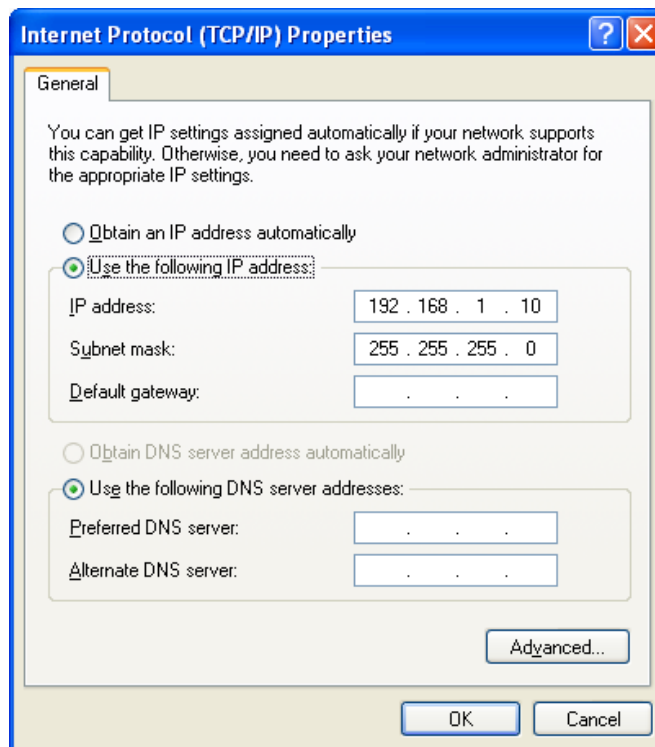 Internet Protocol (TCP/IP) Properties
General
You can get IP settings assigned automatically if your network supports
this capability. Otherwise, you need to ask your network administrator for
the appropriate IP settings.
Obtain an IP address automatically
Use the following IP address:
IP address: 192 . 168 . 1 . 10
Subnet mask: 255 . 255 . 255 . 0
Default gateway: . . .
Obtain DNS server address automatically
Use the following DNS server addresses:
Preferred DNS server: . . .
Alternate DNS server: . . .
Advanced...
OK Cancel